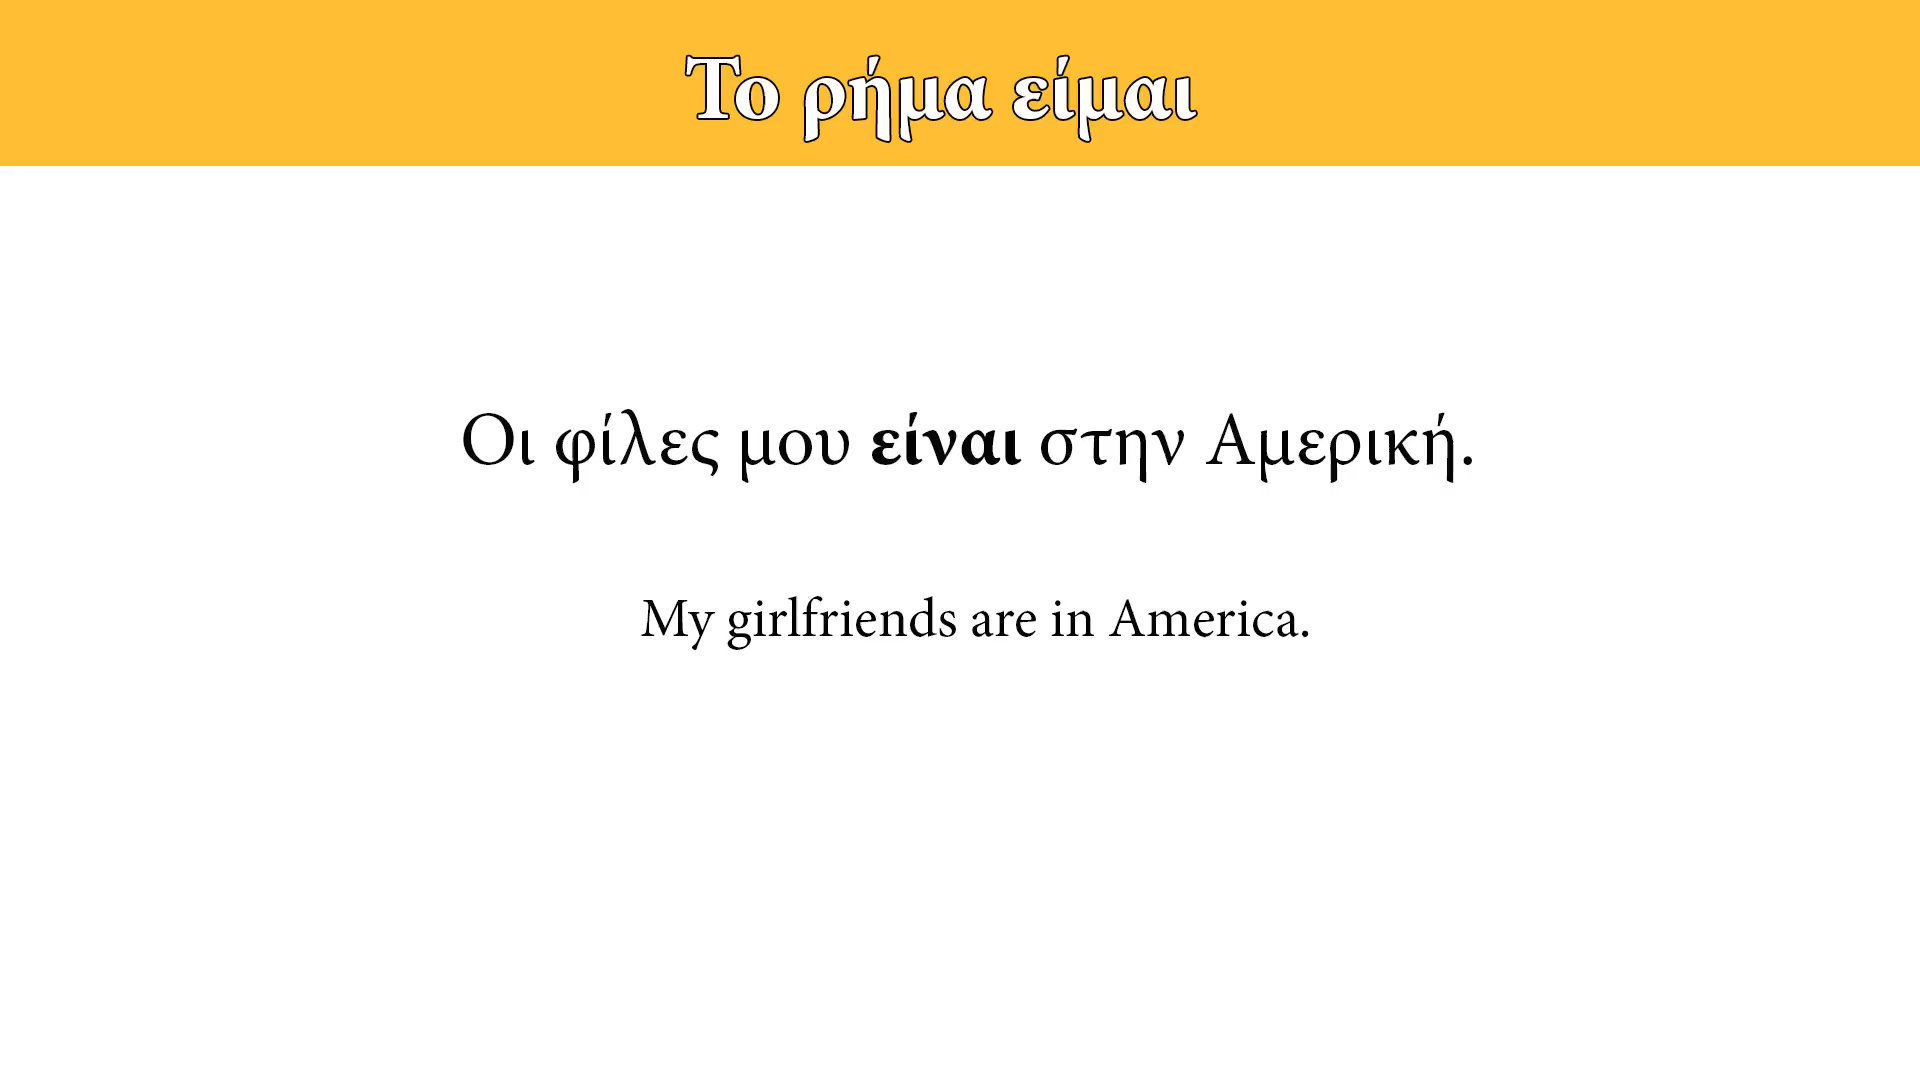 Το ρήμα είμαι
Οι φίλες μου είναι στην Αμερική.
My girlfriends are in America.